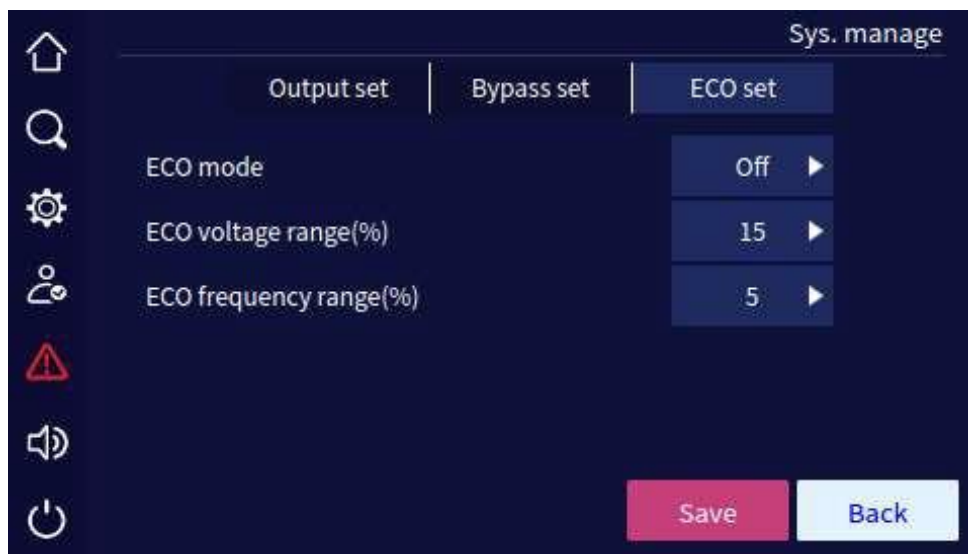 Sys. manage
Output set Bypass set ECO set
ECO mode Off
ECO voltage range(%) 15
ECO frequency range(%) 5
Save Back